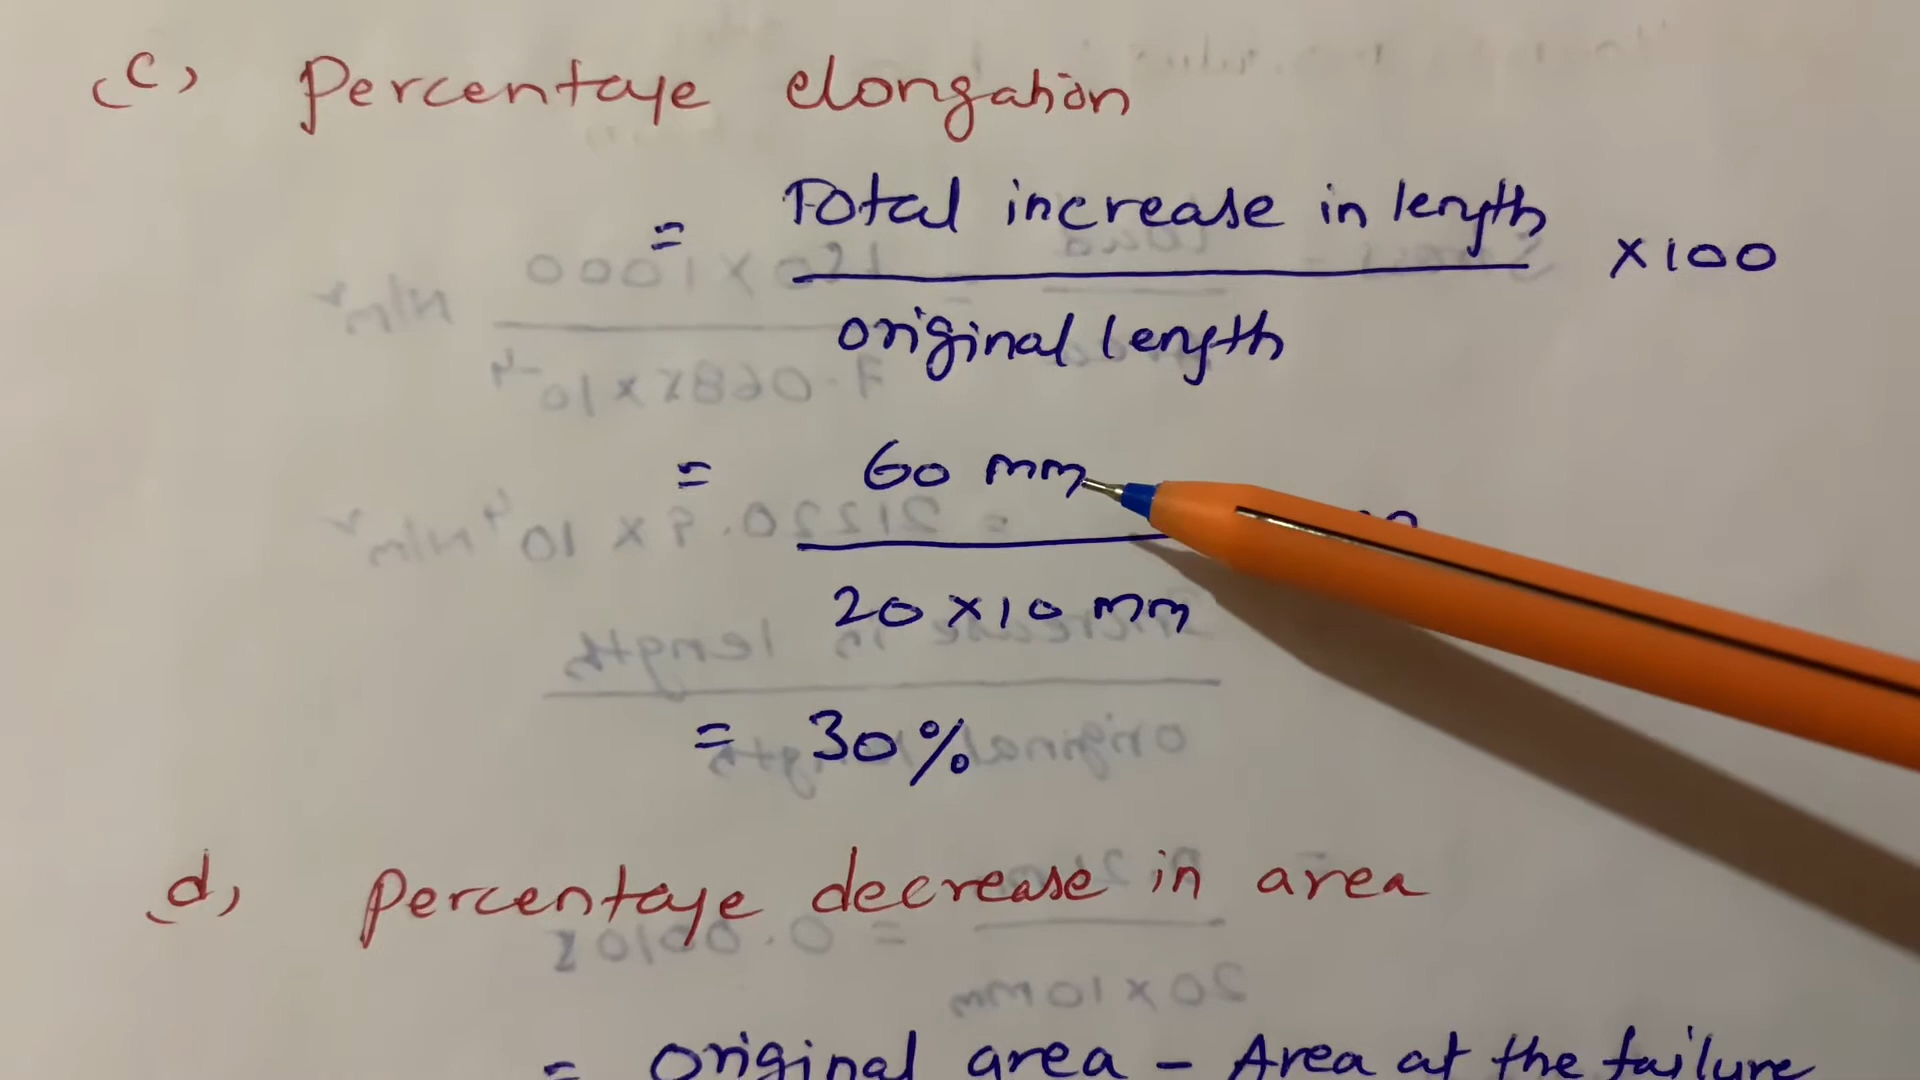 (c) Percentage elongation
= Total increase in length
× 100
original length
= 60 mm
20 × 10 mm
= 30%
(d) percentage decrease in area
= Original area – Area at the failure